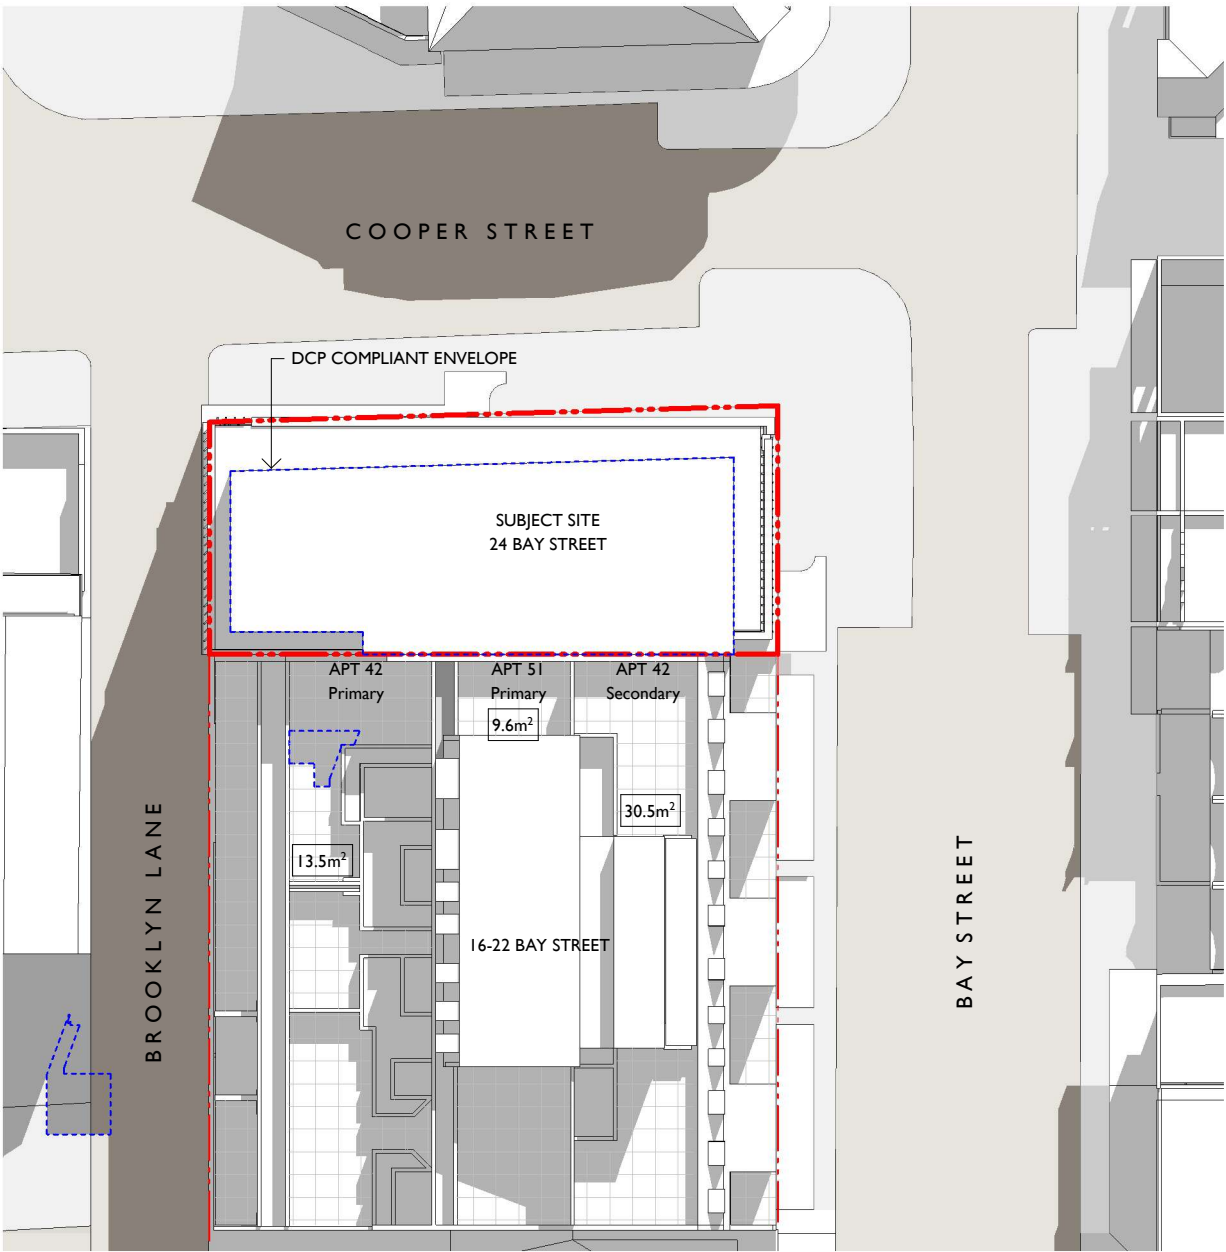 COOPER STREET
DCP COMPLIANT ENVELOPE
SUBJECT SITE
24 BAY STREET
APT 42
Primary
APT 51
Primary
APT 42
Secondary
9.6m²
30.5m²
13.5m²
16-22 BAY STREET
BROOKLYN LANE
BAY STREET